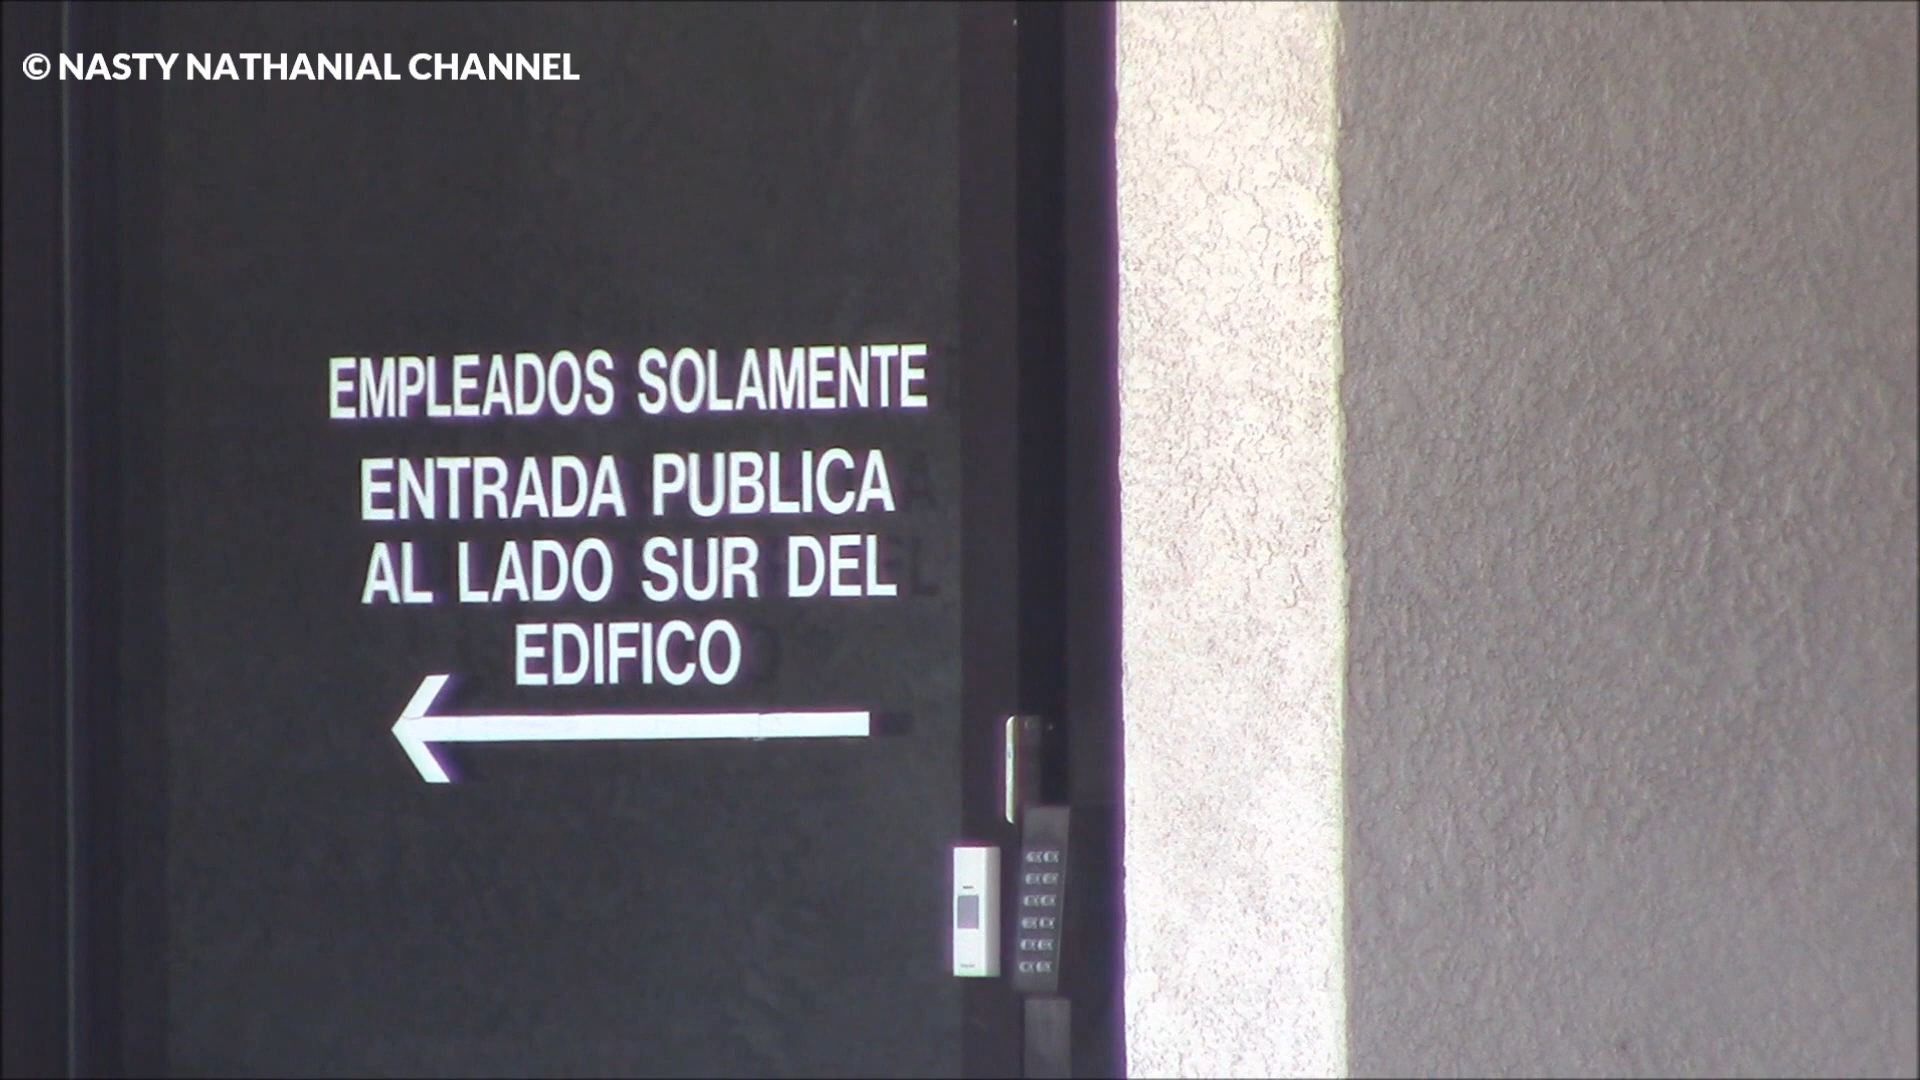 © NASTY NATHANIAL CHANNEL
EMPLEADOS SOLAMENTE
ENTRADA PUBLICA
AL LADO SUR DEL
EDIFICO